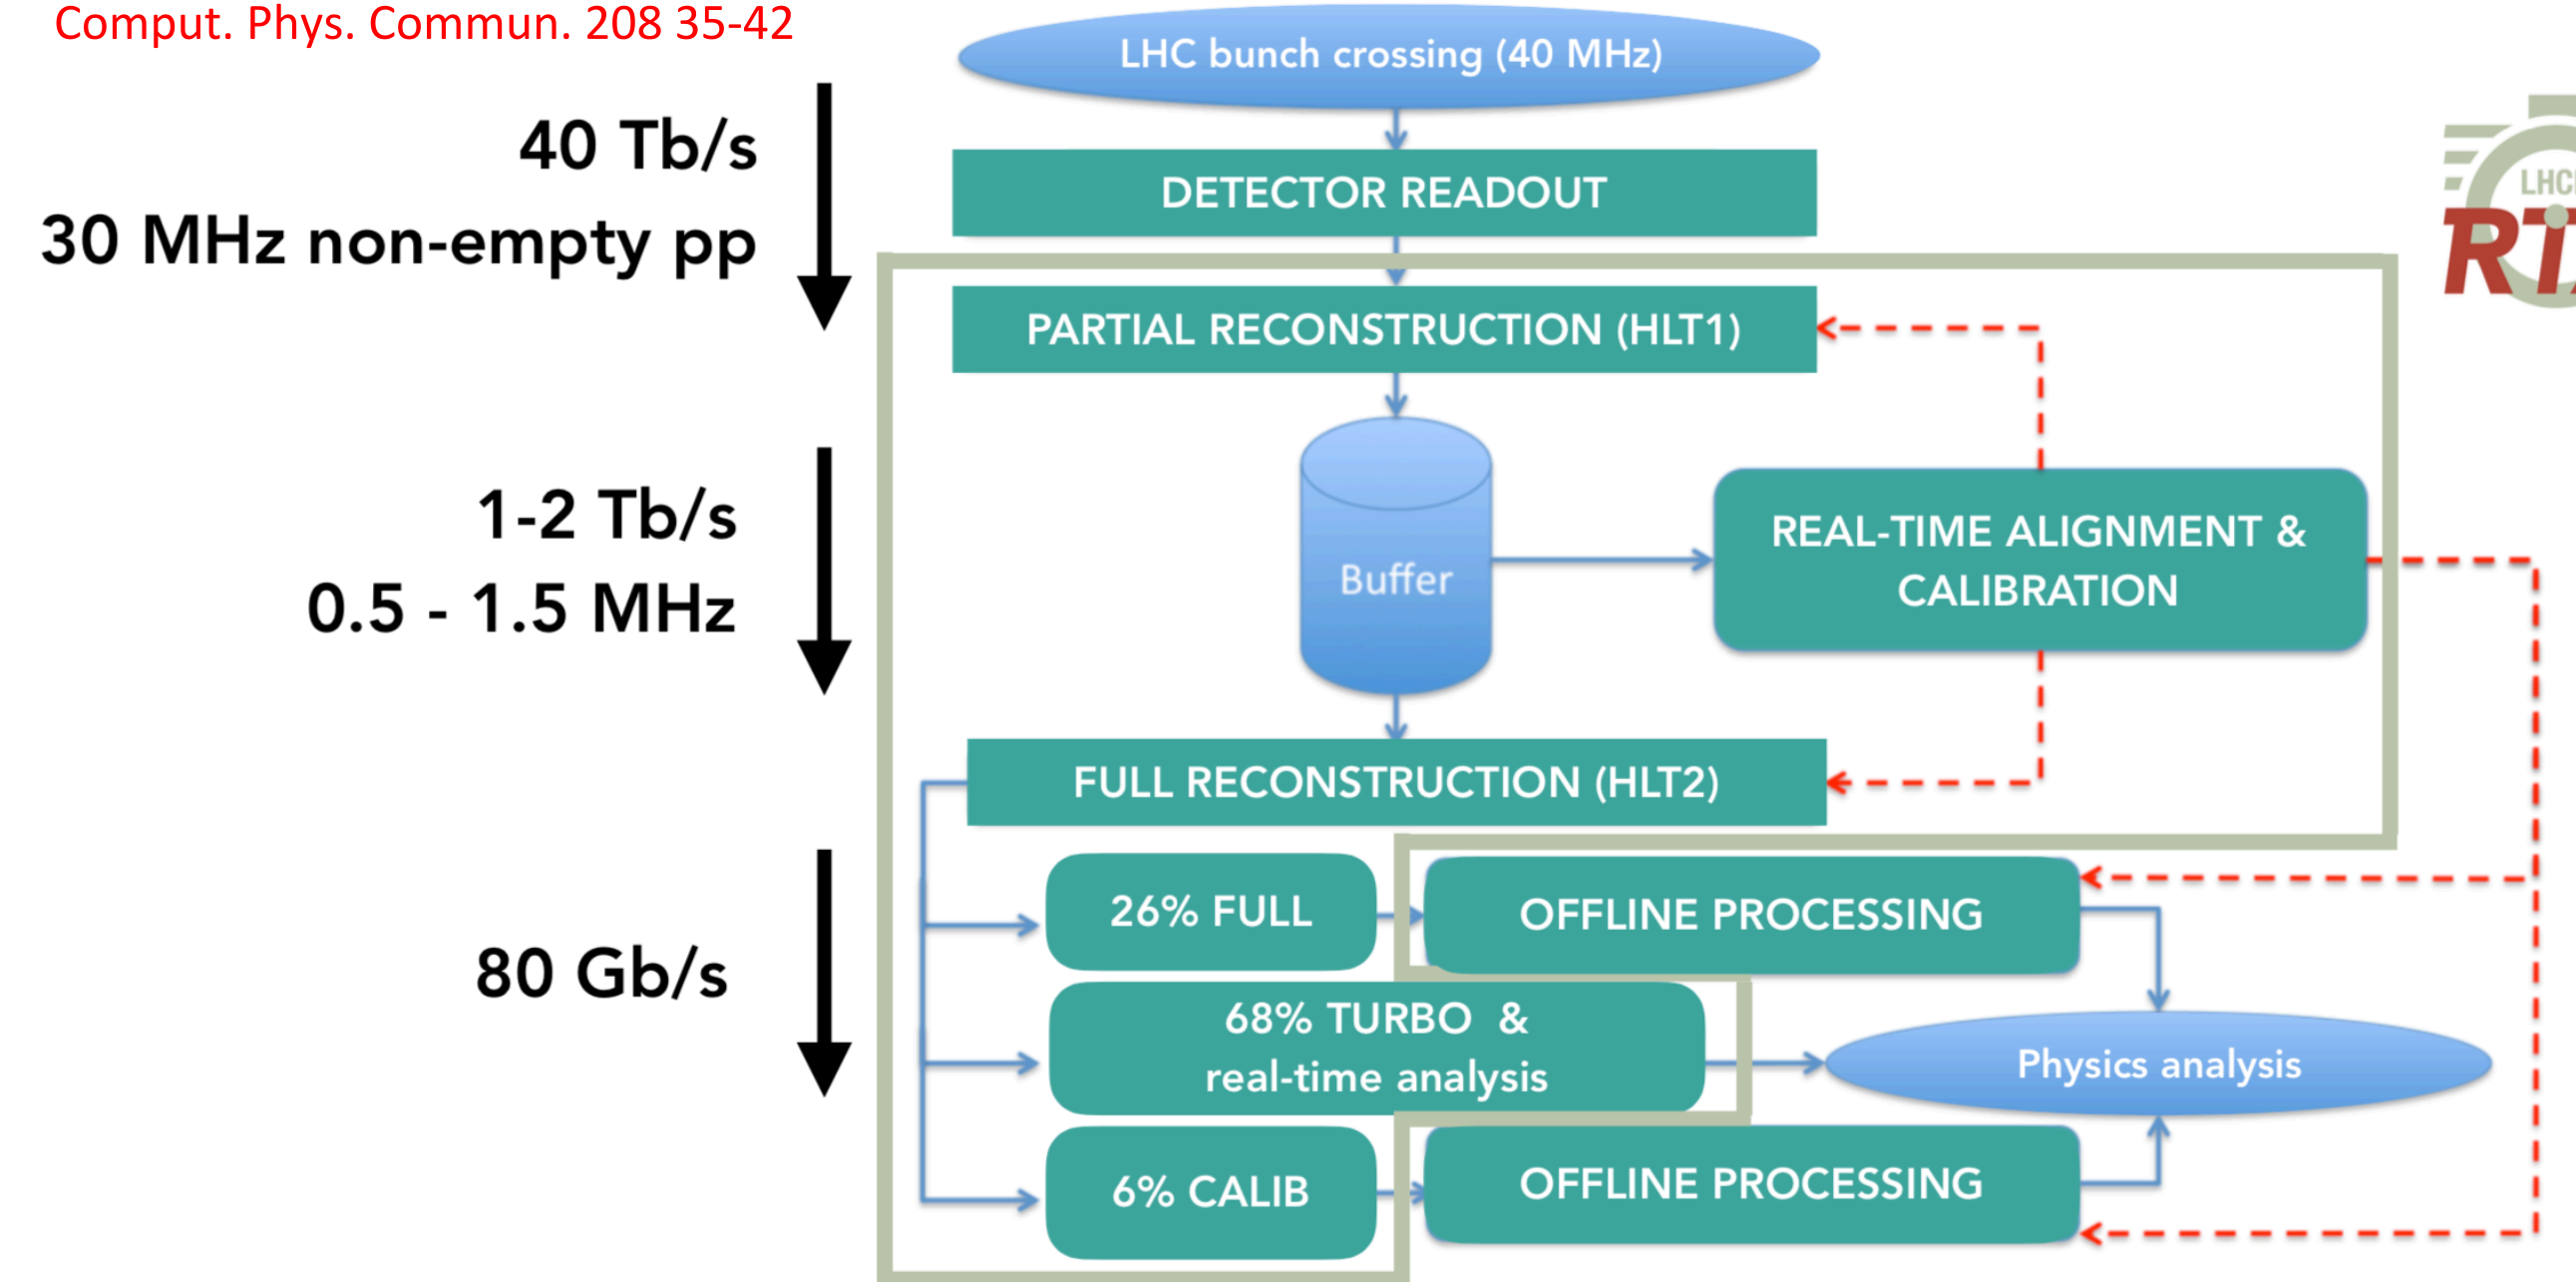 Comput. Phys. Commun. 208 35-42
LHC bunch crossing (40 MHz)
40 Tb/s
30 MHz non-empty pp
DETECTOR READOUT
PARTIAL RECONSTRUCTION (HLT1)
1-2 Tb/s
0.5 - 1.5 MHz
Buffer
REAL-TIME ALIGNMENT &
CALIBRATION
FULL RECONSTRUCTION (HLT2)
80 Gb/s
26% FULL
OFFLINE PROCESSING
68% TURBO &
real-time analysis
Physics analysis
6% CALIB
OFFLINE PROCESSING